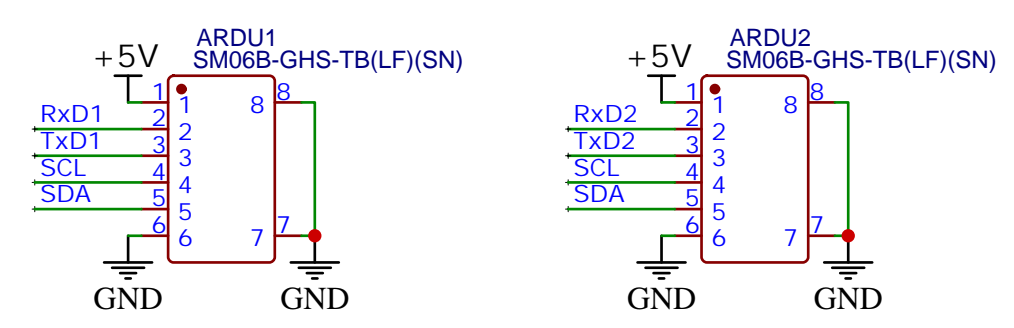 ARDU1
SM06B-GHS-TB(LF)(SN)
+5V
1 1 8 8
RxD1 2 2
TxD1 3 3
SCL 4 4
SDA 5 5
6 6 7 7
GND GND
ARDU2
SM06B-GHS-TB(LF)(SN)
+5V
1 1 8 8
RxD2 2 2
TxD2 3 3
SCL 4 4
SDA 5 5
6 6 7 7
GND GND